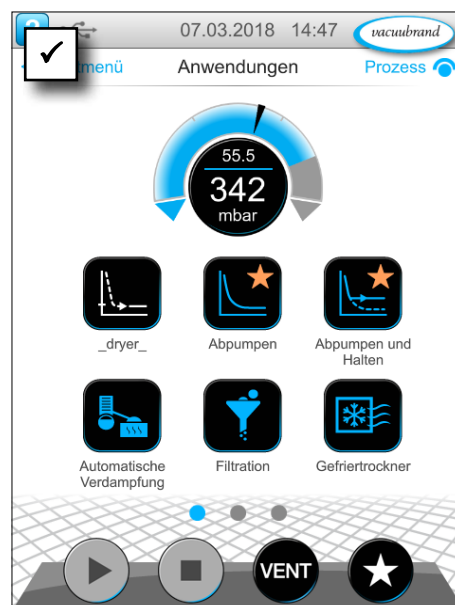 07.03.2018 14:47 vacuubrand
Anwendungen Prozess
55.5
342
mbar
_dryer_ Abpumpen Abpumpen und
Halten
Automatische Filtration Gefriertrockner
Verdampfung
VENT